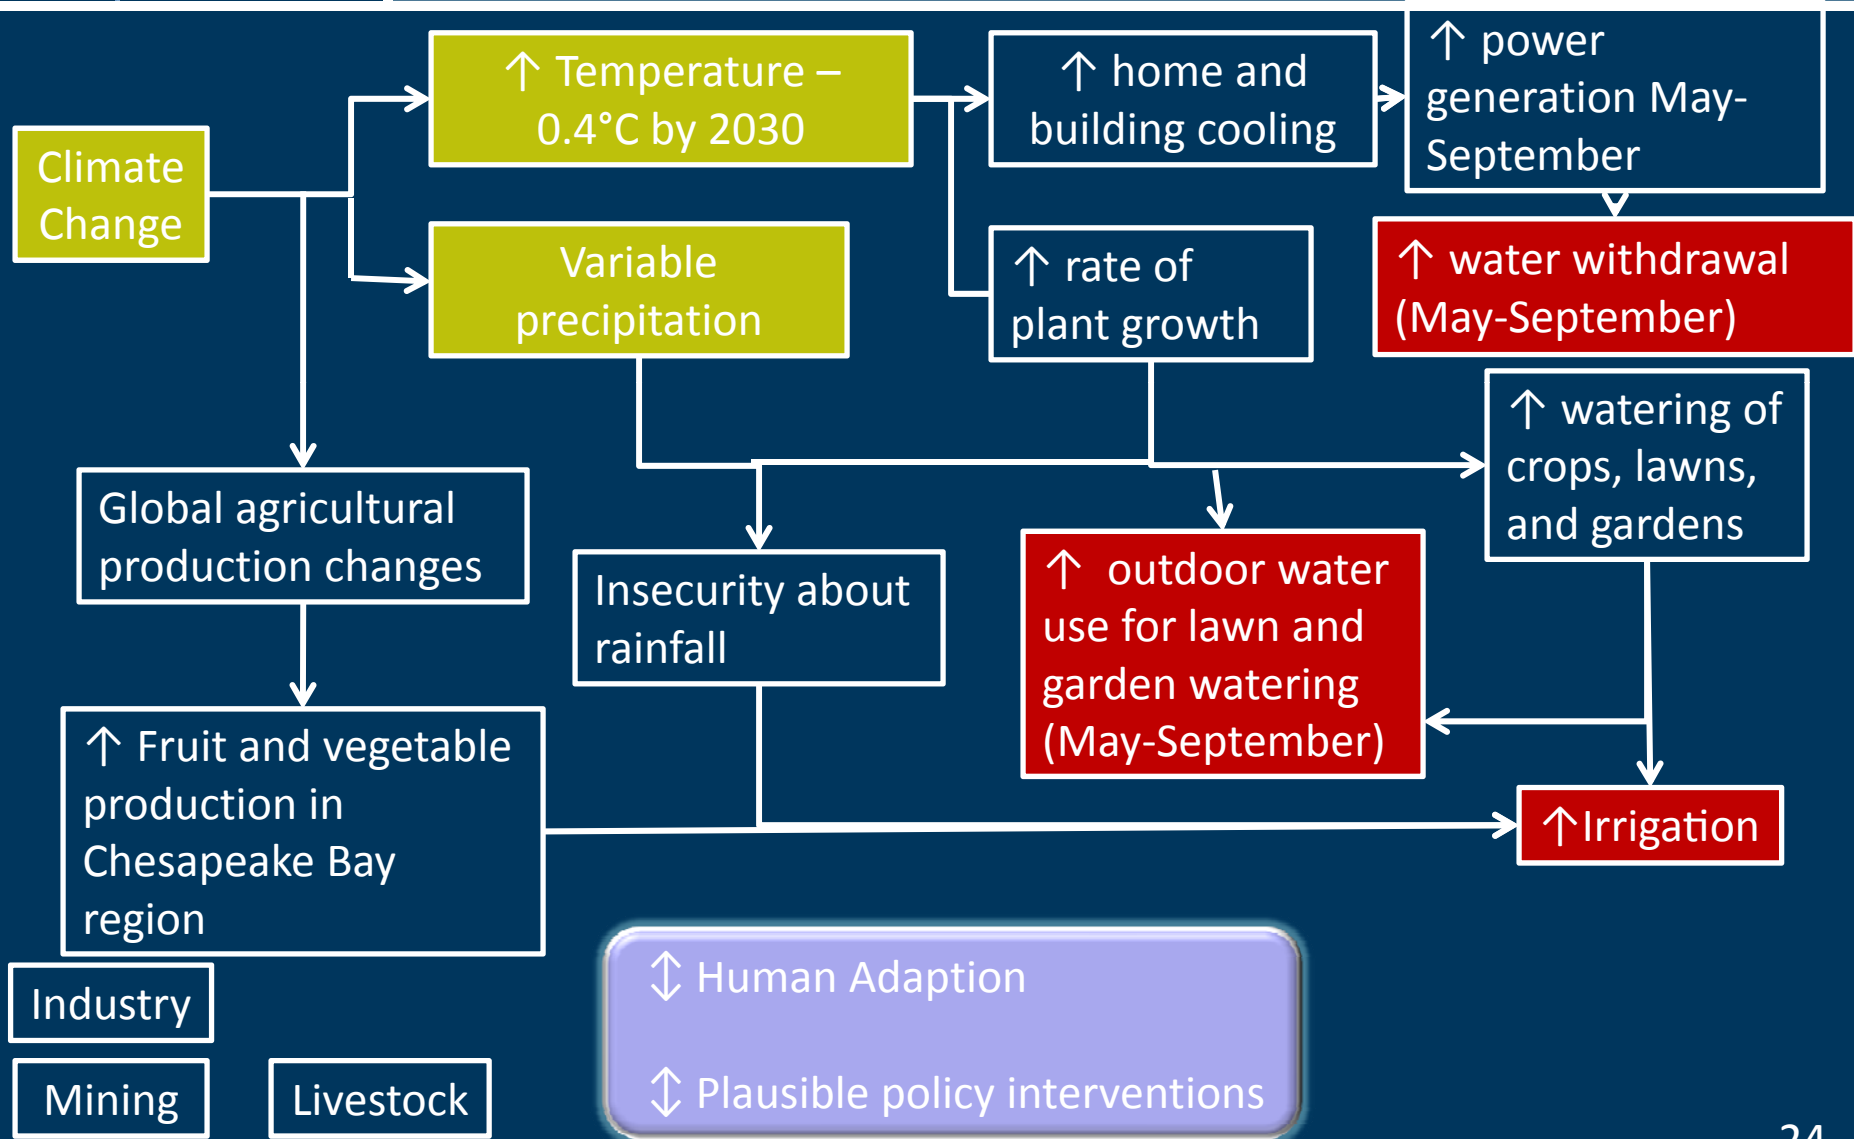 ↑ Temperature –
0.4°C by 2030
↑ home and
building cooling
↑ power
generation May-
September
Climate
Change
Variable
precipitation
↑ rate of
plant growth
↑ water withdrawal
(May-September)
↑ watering of
crops, lawns,
and gardens
Global agricultural
production changes
Insecurity about
rainfall
↑ outdoor water
use for lawn and
garden watering
(May-September)
↑ Fruit and vegetable
production in
Chesapeake Bay
region
↑Irrigation
↕ Human Adaption
↕ Plausible policy interventions
Industry
Mining
Livestock
24